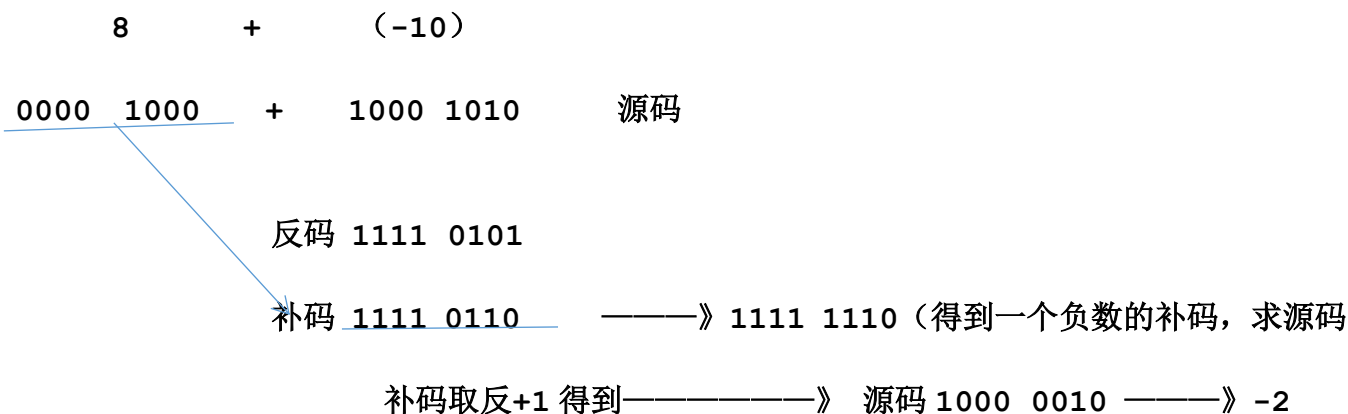 8 + （-10）
0000 1000 + 1000 1010 源码
反码 1111 0101
补码 1111 0110 ———》1111 1110（得到一个负数的补码，求源码
补码取反+1 得到——————》 源码 1000 0010 ———》-2